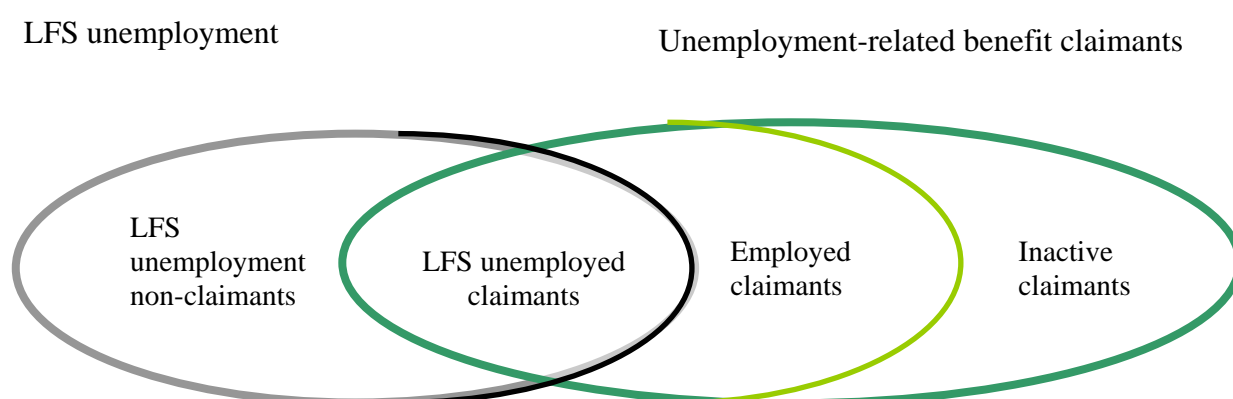 LFS unemployment
Unemployment-related benefit claimants
LFS
unemployment
non-claimants
LFS unemployed
claimants
Employed
claimants
Inactive
claimants